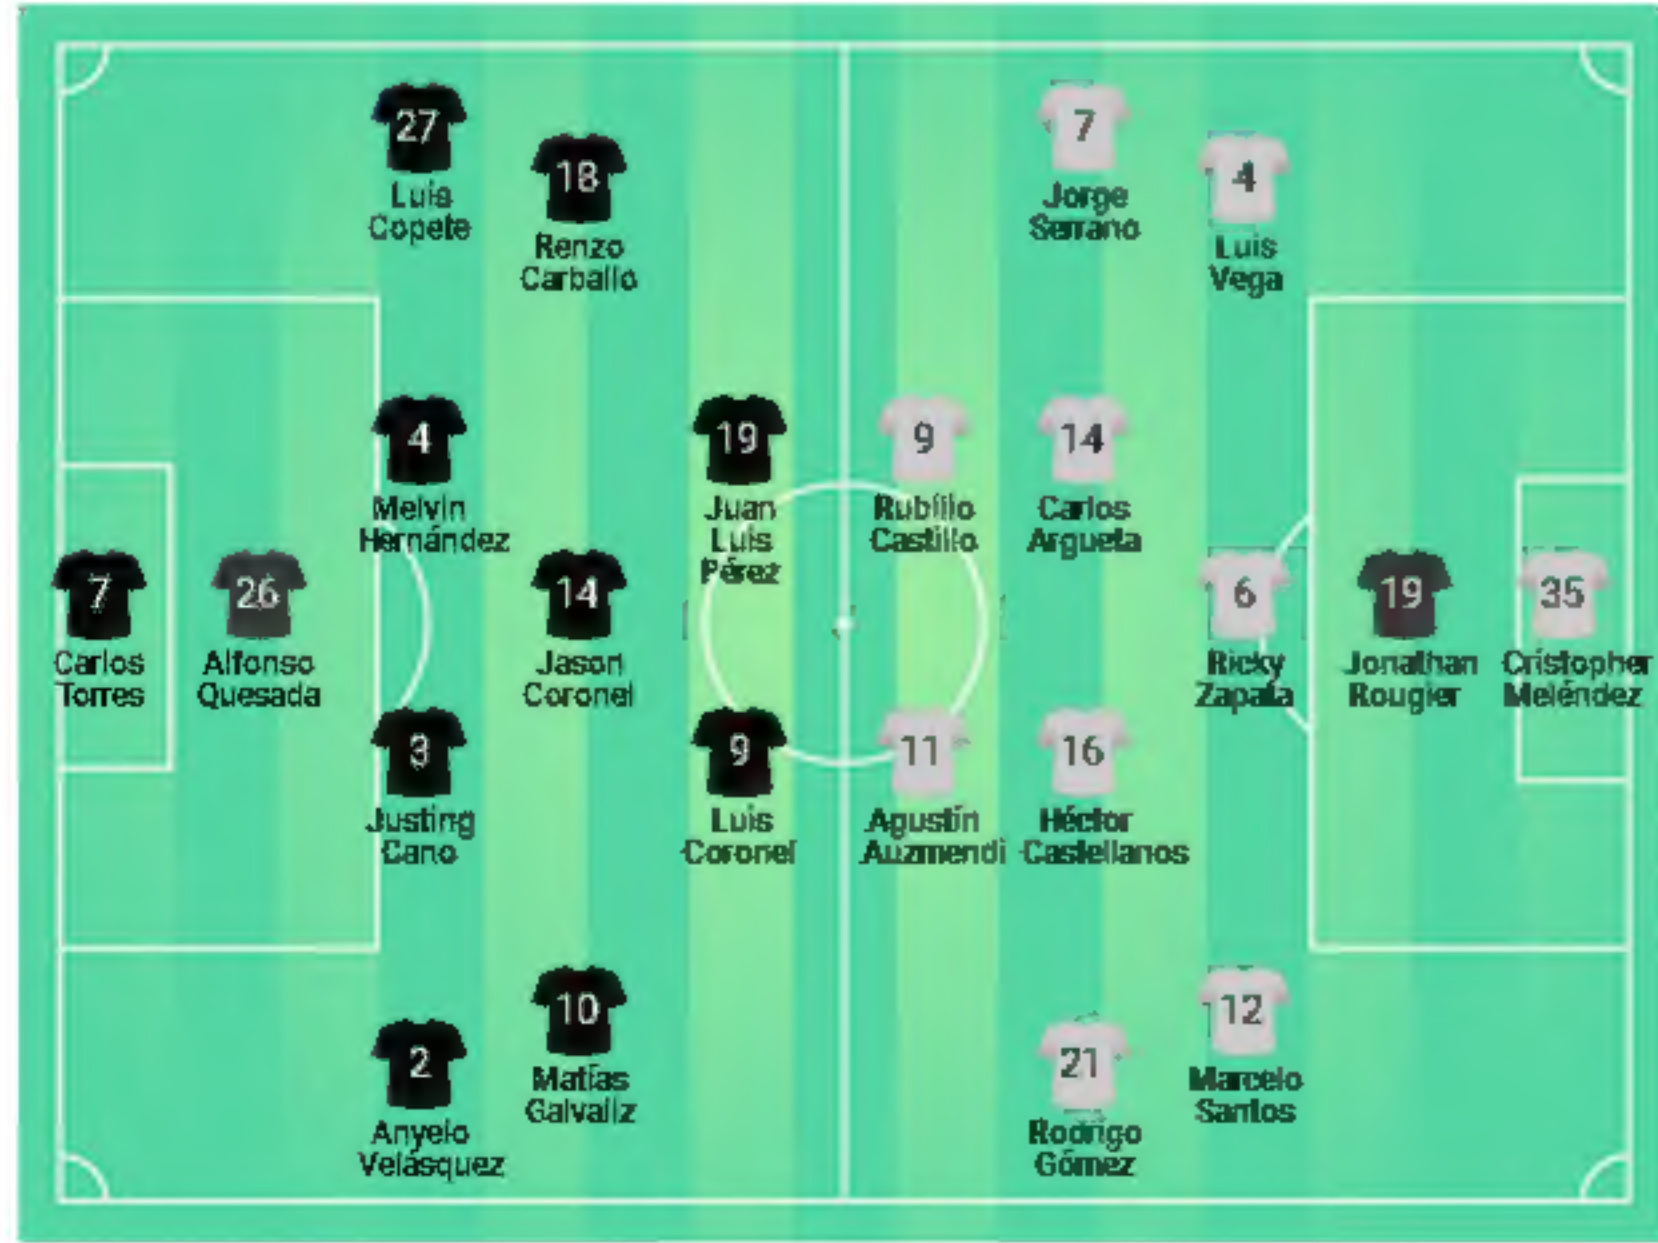 27
Luis
Copete
18
Renzo
Carballo
7
Jorge
Serrano
4
Luis
Vega
4
Melvin
Hernández
19
Juan
Luis
Pérez
9
Rubilio
Castillo
14
Carlos
Argueta
7
Carlos
Torres
26
Alfonso
Quesada
14
Jason
Coronel
6
Ricky
Zapata
19
Jonathan
Rougier
35
Cristopher
Meléndez
3
Justing
Cano
9
Luis
Coronel
11
Agustín
Auzmendi
16
Héctor
Castellanos
2
Anyelo
Velásquez
10
Matías
Galvaliz
21
Rodrigo
Gómez
12
Marcelo
Santos